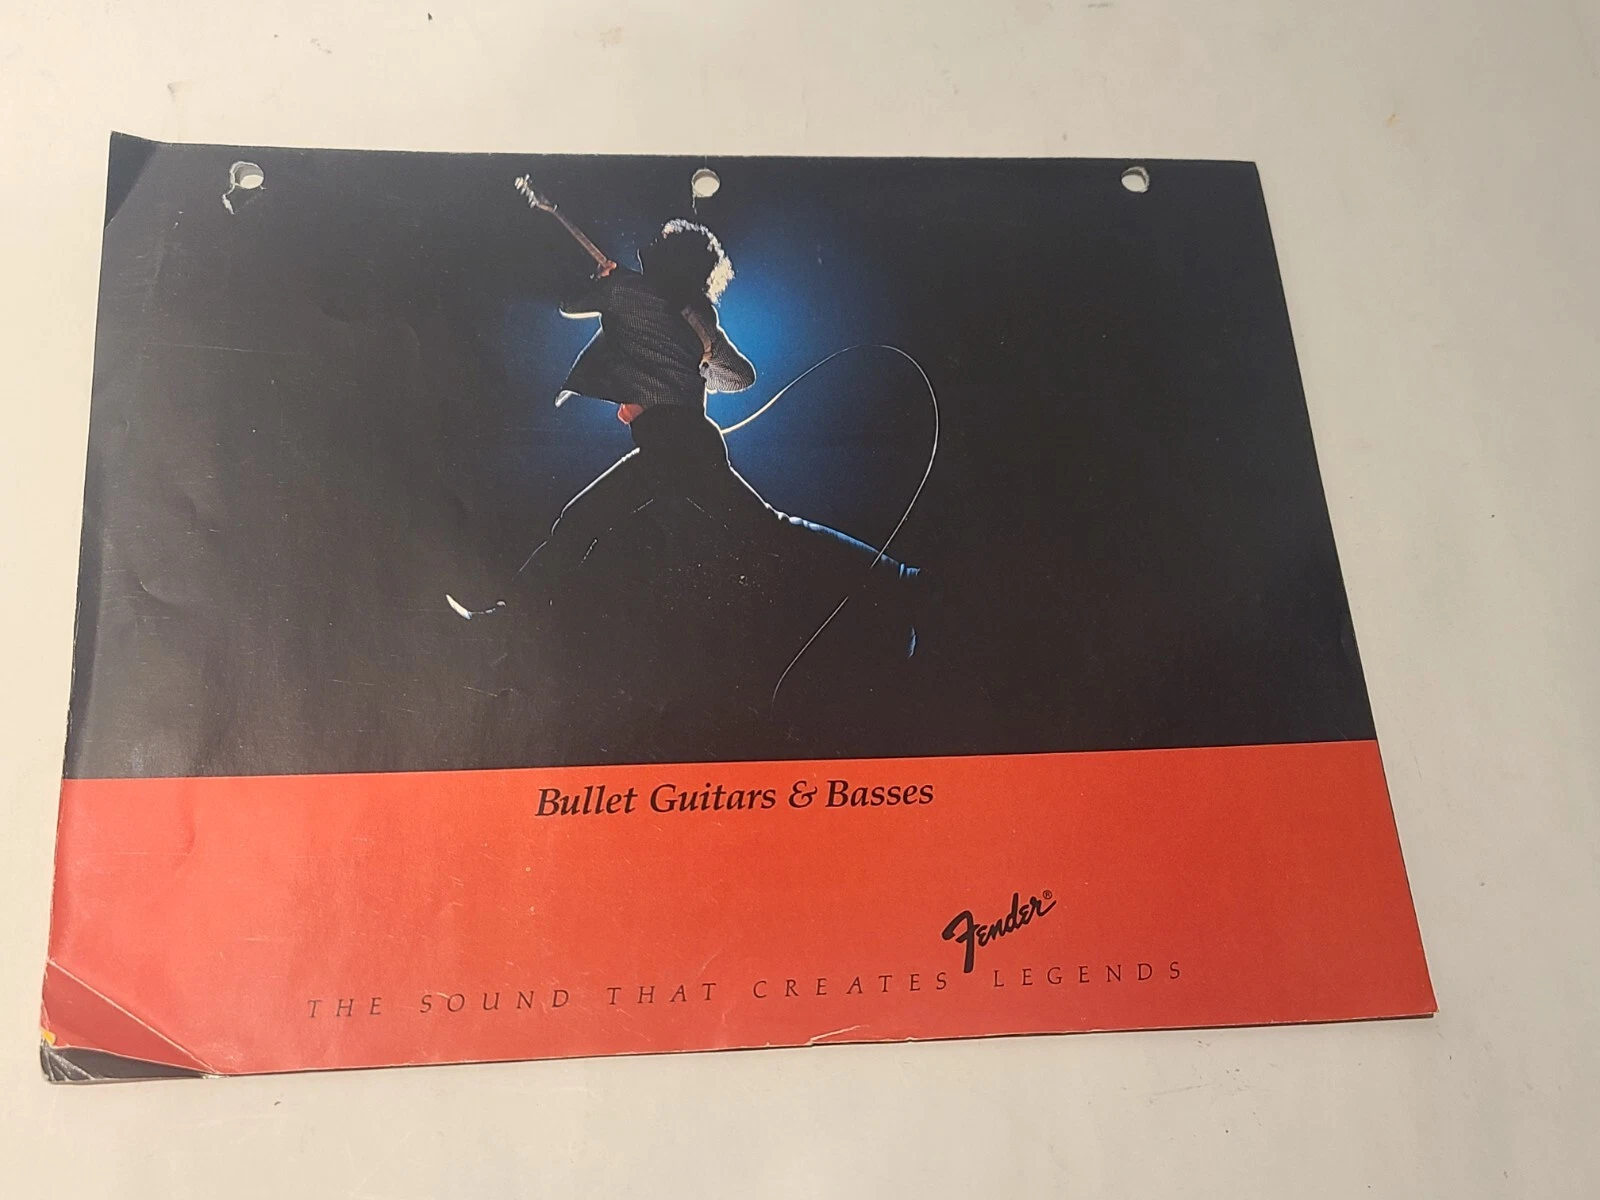 Bullet Guitars & Basses
Fender®
THE SOUND THAT CREATES LEGENDS